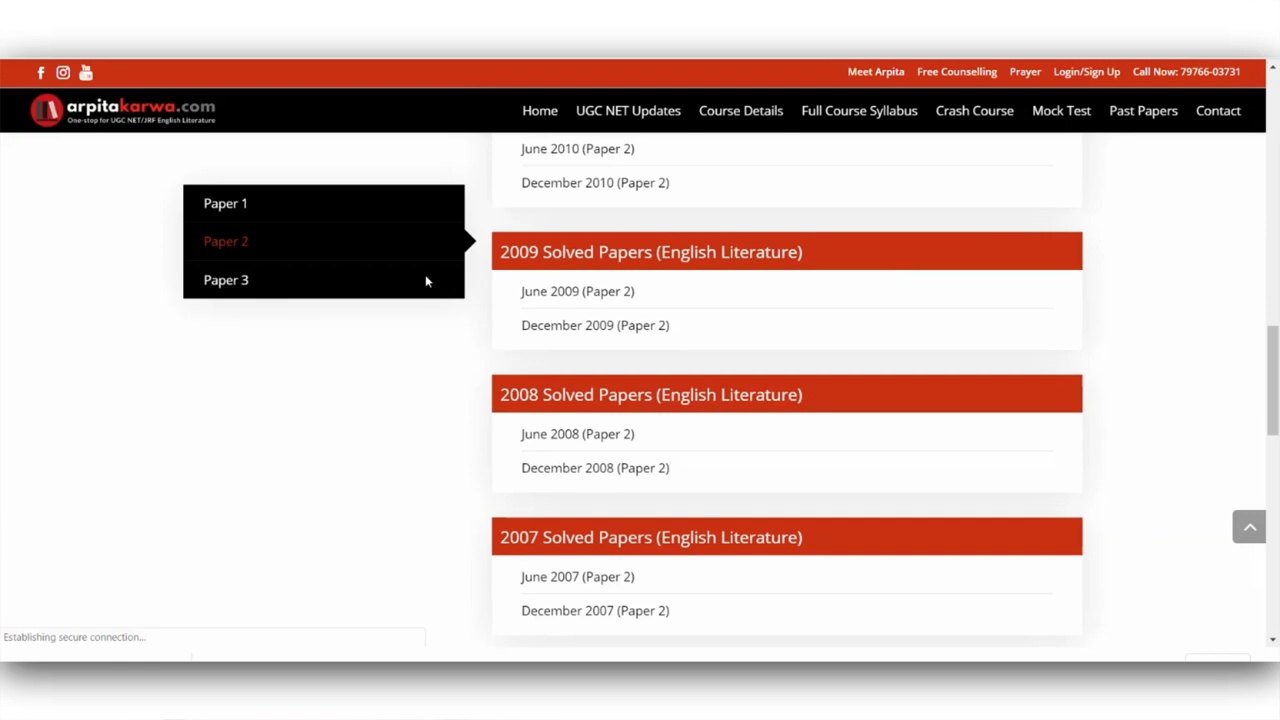 Meet Arpita Free Counselling Prayer Login/Sign Up Call Now: 79766-03731
arpitakarwa.com
One-stop for UGC NET/JRF English Literature
Home UGC NET Updates Course Details Full Course Syllabus Crash Course Mock Test Past Papers Contact
June 2010 (Paper 2)
December 2010 (Paper 2)
Paper 1
Paper 2
Paper 3
2009 Solved Papers (English Literature)
June 2009 (Paper 2)
December 2009 (Paper 2)
2008 Solved Papers (English Literature)
June 2008 (Paper 2)
December 2008 (Paper 2)
2007 Solved Papers (English Literature)
June 2007 (Paper 2)
December 2007 (Paper 2)
Establishing secure connection...